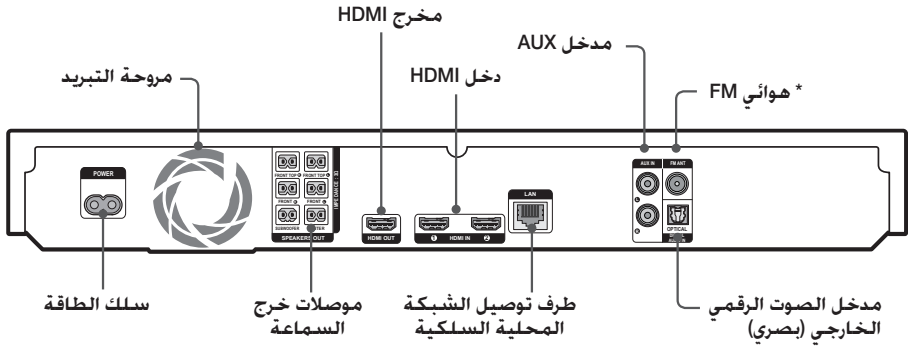 مخرج HDMI
مدخل AUX
دخل HDMI
مروحة التبريد
* هوائي FM
POWER
FRONT TOP R FRONT TOP L
FRONT R FRONT L
SUBWOOFER
SPEAKERS OUT
HDMI OUT
1 HDMI IN 2
LAN
AUX IN
FM ANT
L
R
OPTICAL
سلك الطاقة
موصلات خرج
السماعة
طرف توصيل الشبكة
المحلية السلكية
مدخل الصوت الرقمي
الخارجي (بصري)